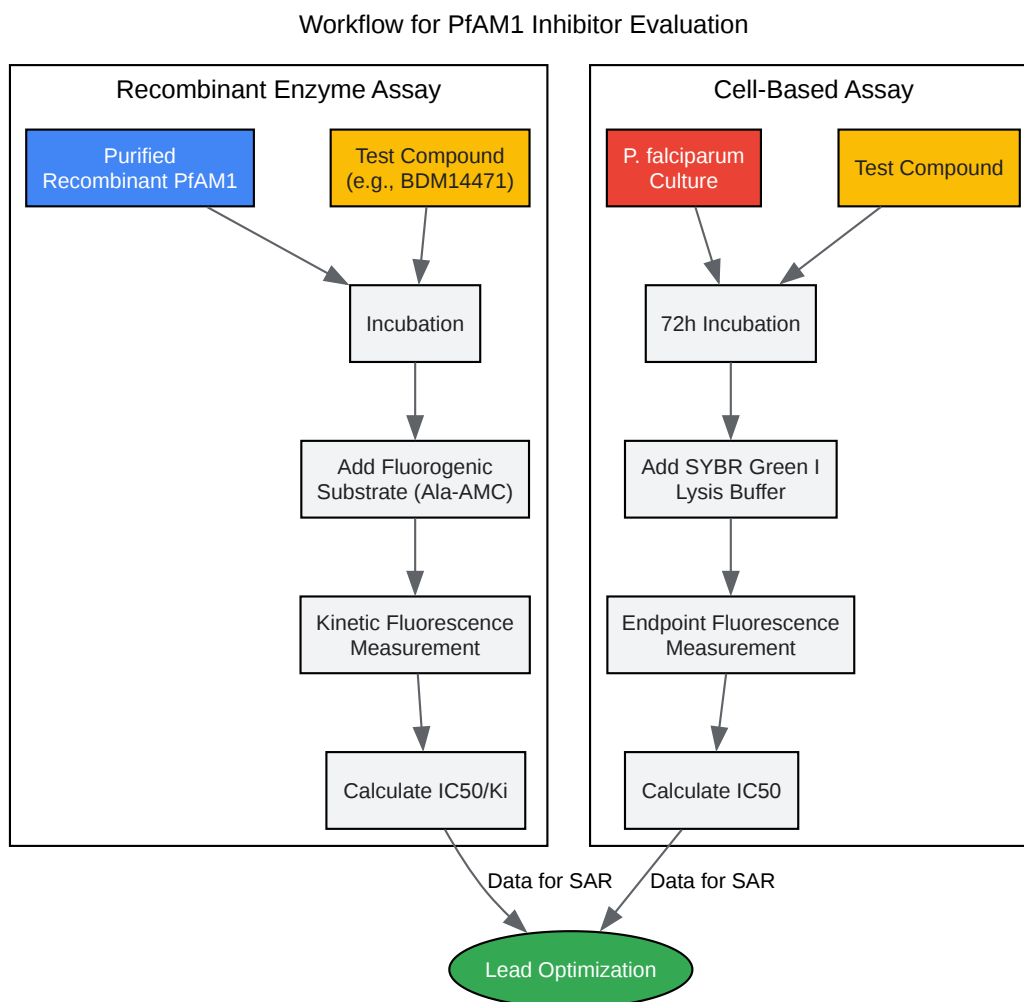 Workflow for PfAM1 Inhibitor Evaluation
Recombinant Enzyme Assay
Purified
Recombinant PfAM1
Test Compound
(e.g., BDM14471)
Incubation
Add Fluorogenic
Substrate (Ala-AMC)
Kinetic Fluorescence
Measurement
Calculate IC50/Ki
Data for SAR
Cell-Based Assay
P. falciparum
Culture
Test Compound
72h Incubation
Add SYBR Green I
Lysis Buffer
Endpoint Fluorescence
Measurement
Calculate IC50
Data for SAR
Lead Optimization